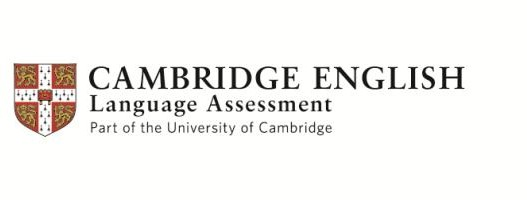 CAMBRIDGE ENGLISH
Language Assessment
Part of the University of Cambridge